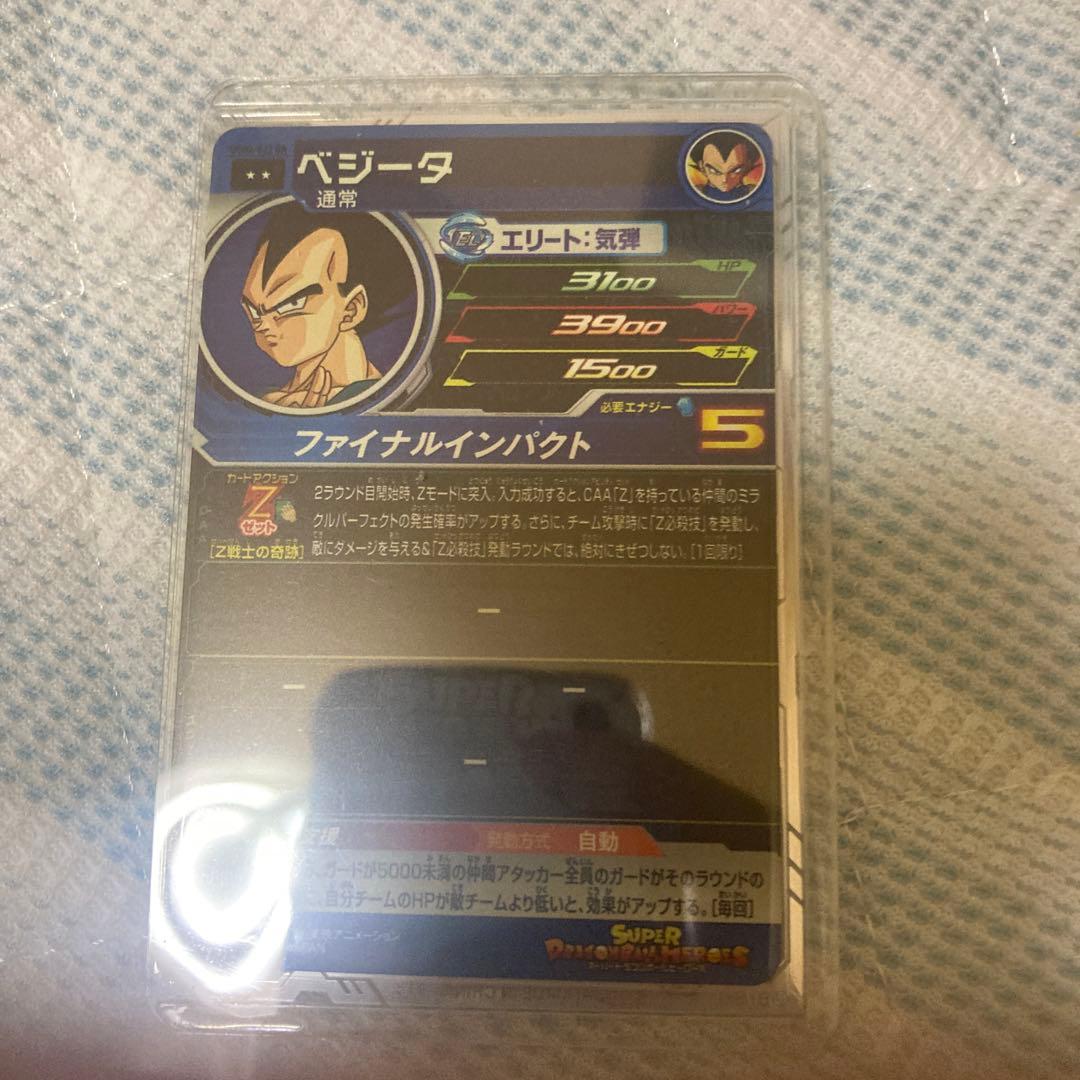 ★★
ベジータ
通常
EL エリート:気弾
HP
3100
パワー
3900
ガード
1500
必要エナジー 5
ファイナルインパクト
カードアクション
Z
ゼット
[Z戦士の奇跡]
2ラウンド目開始時、Zモードに突入。入力成功すると、CAA「Z」を持っている仲間のミラ
クルパーフェクトの発生確率がアップする。さらに、チーム攻撃時に「Z必殺技」を発動し、
敵にダメージを与える&「Z必殺技」発動ラウンドでは、絶対にきぜつしない。[1回限り]
−
− −
−
援 発動方式 自動
ガードが5000未満の仲間アタッカー全員のガードがそのラウンドの
自分チームのHPが敵チームより低いと、効果がアップする。[毎回]
アニメーション
SUPER
DRAGONBALL HEROES